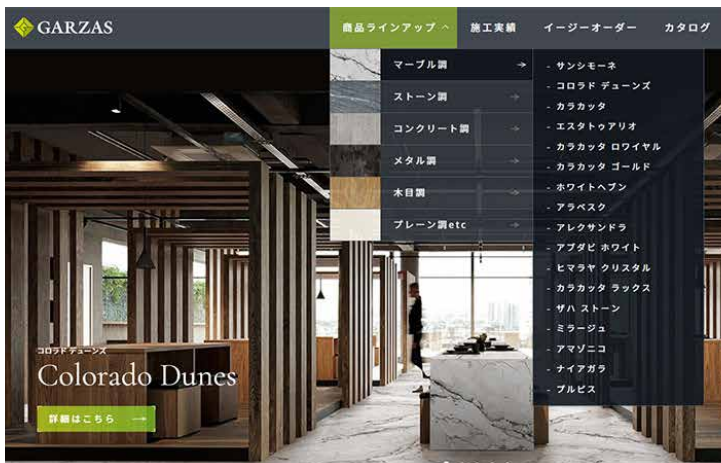 GARZAS
商品ラインアップ
施工実績
イージーオーダー
カタログ
マーブル調
ストーン調
コンクリート調
メタル調
木目調
プレーン調etc
- サンシモーネ
- コロラド デューンズ
- カラカッタ
- エスタトゥアリオ
- カラカッタ ロワイヤル
- カラカッタ ゴールド
- ホワイトヘブン
- アラベスク
- アレクサンドラ
- アブダビ ホワイト
- ヒマラヤ クリスタル
- カラカッタ ラックス
- ザハ ストーン
- ミラージュ
- アマゾニコ
- ナイアガラ
- プルピス
コロラド デューンズ
Colorado Dunes
詳細はこちら